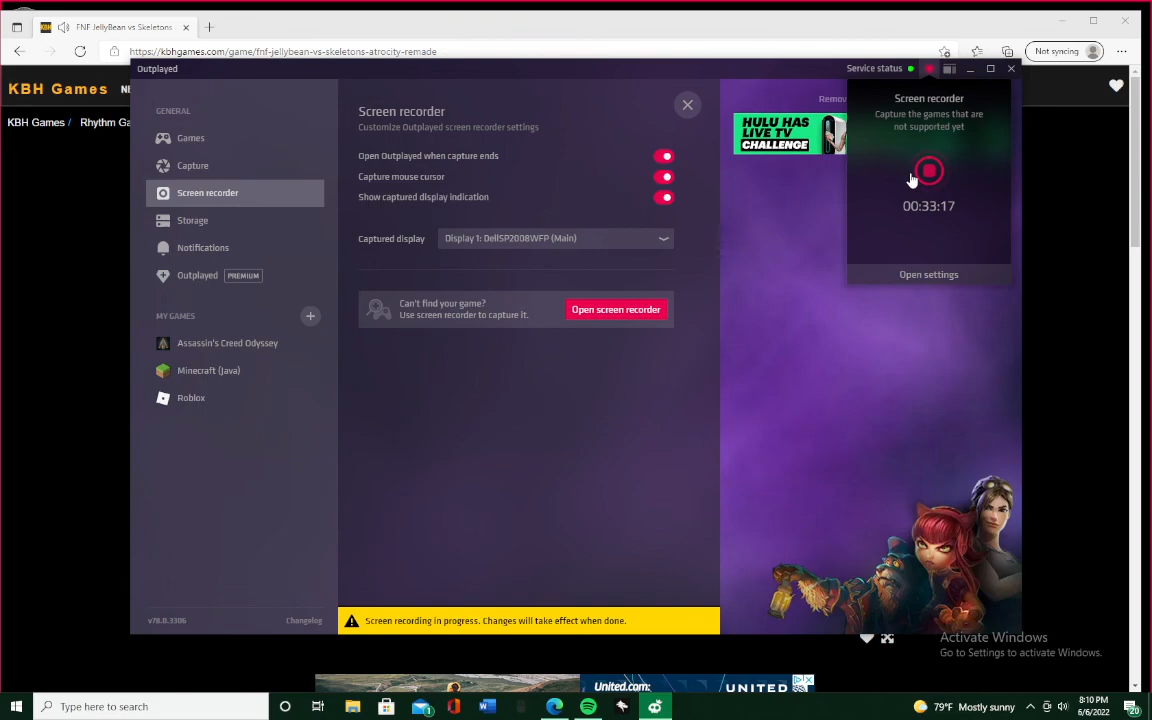 FNF JellyBean vs Skeletons
https://kbhgames.com/game/fnf-jellybean-vs-skeletons-atrocity-remade
Not syncing
Outplayed
Service status
KBH Games
KBH Games / Rhythm Ga
GENERAL
Games
Capture
Screen recorder
Storage
Notifications
Outplayed PREMIUM
MY GAMES
Assassin's Creed Odyssey
Minecraft (Java)
Roblox
v78.0.3306
Changelog
Screen recorder
Customize Outplayed screen recorder settings
Open Outplayed when capture ends
Capture mouse cursor
Show captured display indication
Captured display
Display 1: DellSP2008WFP (Main)
Can't find your game?
Use screen recorder to capture it.
Open screen recorder
Screen recording in progress. Changes will take effect when done.
Remov
HULU HAS
LIVE TV
CHALLENGE
Screen recorder
Capture the games that are
not supported yet
00:33:17
Open settings
Activate Windows
Go to Settings to activate Windows.
United.com:
UNITED
Type here to search
79°F Mostly sunny
8:10 PM
6/6/2022
20